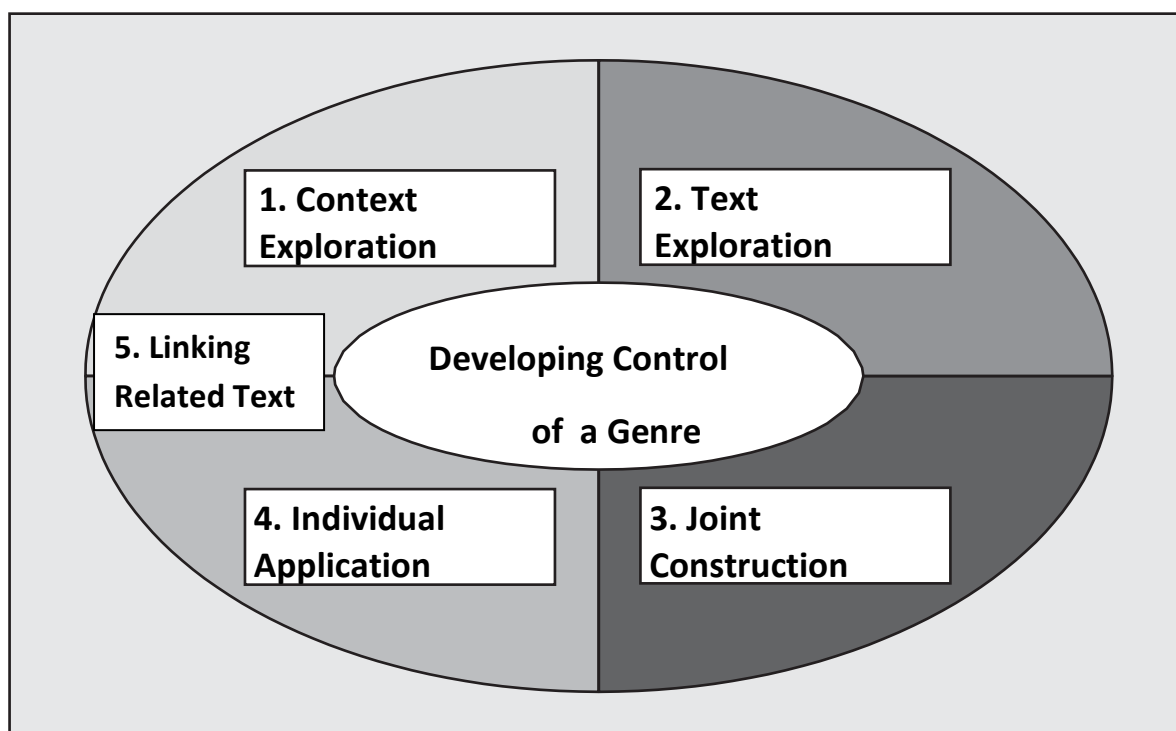 1. Context
Exploration
2. Text
Exploration
5. Linking
Related Text
Developing Control
of a Genre
4. Individual
Application
3. Joint
Construction